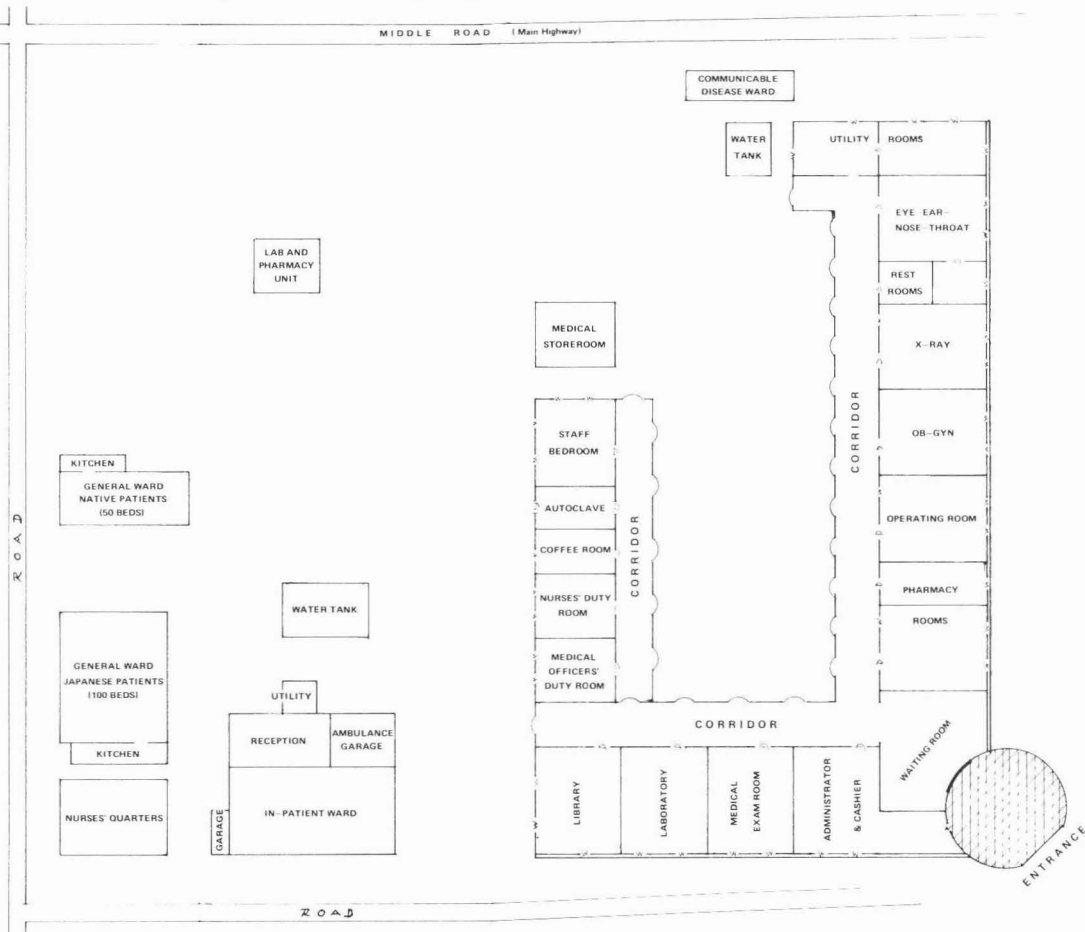 MIDDLE ROAD (Main Highway)
COMMUNICABLE
DISEASE WARD
WATER
TANK
UTILITY ROOMS
EYE-EAR-
NOSE-THROAT
LAB AND
PHARMACY
UNIT
REST
ROOMS
MEDICAL
STOREROOM
X-RAY
CORRIDOR
OB-GYN
STAFF
BEDROOM
KITCHEN
GENERAL WARD
NATIVE PATIENTS
(50 BEDS)
AUTOCLAVE
CORRIDOR
OPERATING ROOM
ROAD
COFFEE ROOM
PHARMACY
ROOMS
WATER TANK
NURSES' DUTY
ROOM
GENERAL WARD
JAPANESE PATIENTS
(100 BEDS)
MEDICAL
OFFICERS'
DUTY ROOM
UTILITY
CORRIDOR
RECEPTION
AMBULANCE
GARAGE
KITCHEN
WAITING ROOM
NURSES' QUARTERS
GARAGE
IN-PATIENT WARD
LIBRARY
LABORATORY
MEDICAL
EXAM ROOM
ADMINISTRATOR
& CASHIER
ENTRANCE
ROAD